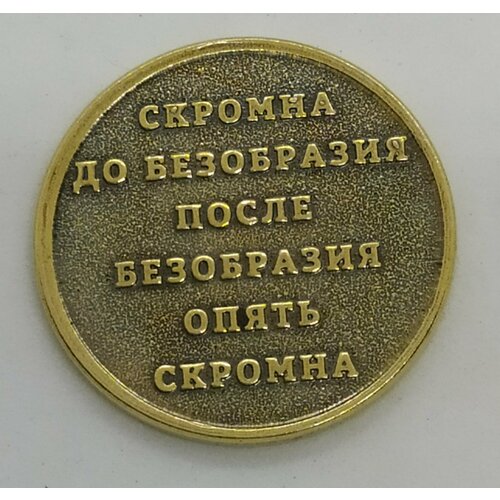 СКРОМНА
ДО БЕЗОБРАЗИЯ
ПОСЛЕ
БЕЗОБРАЗИЯ
ОПЯТЬ
СКРОМНА